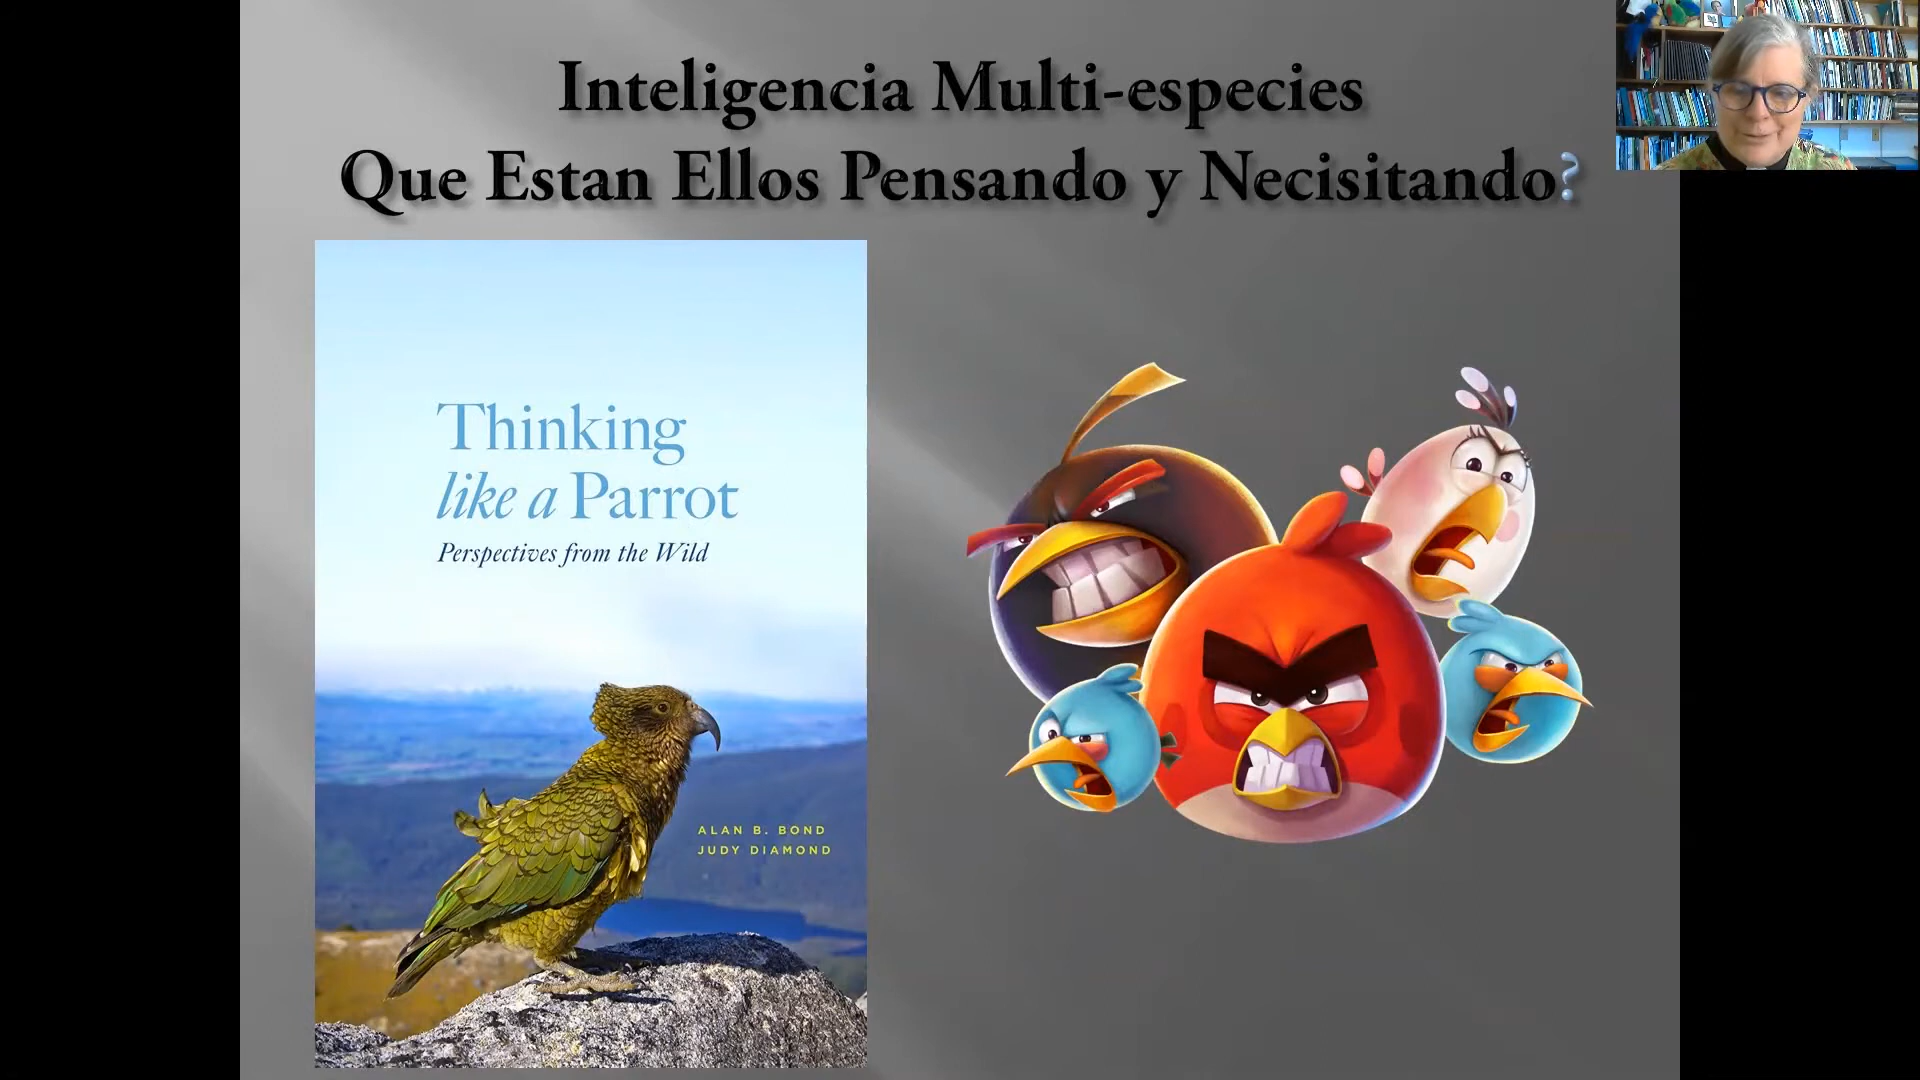 Inteligencia Multi-especies
Que Estan Ellos Pensando y Necisitando?
Thinking
like a Parrot
Perspectives from the Wild
ALAN B. BOND
JUDY DIAMOND